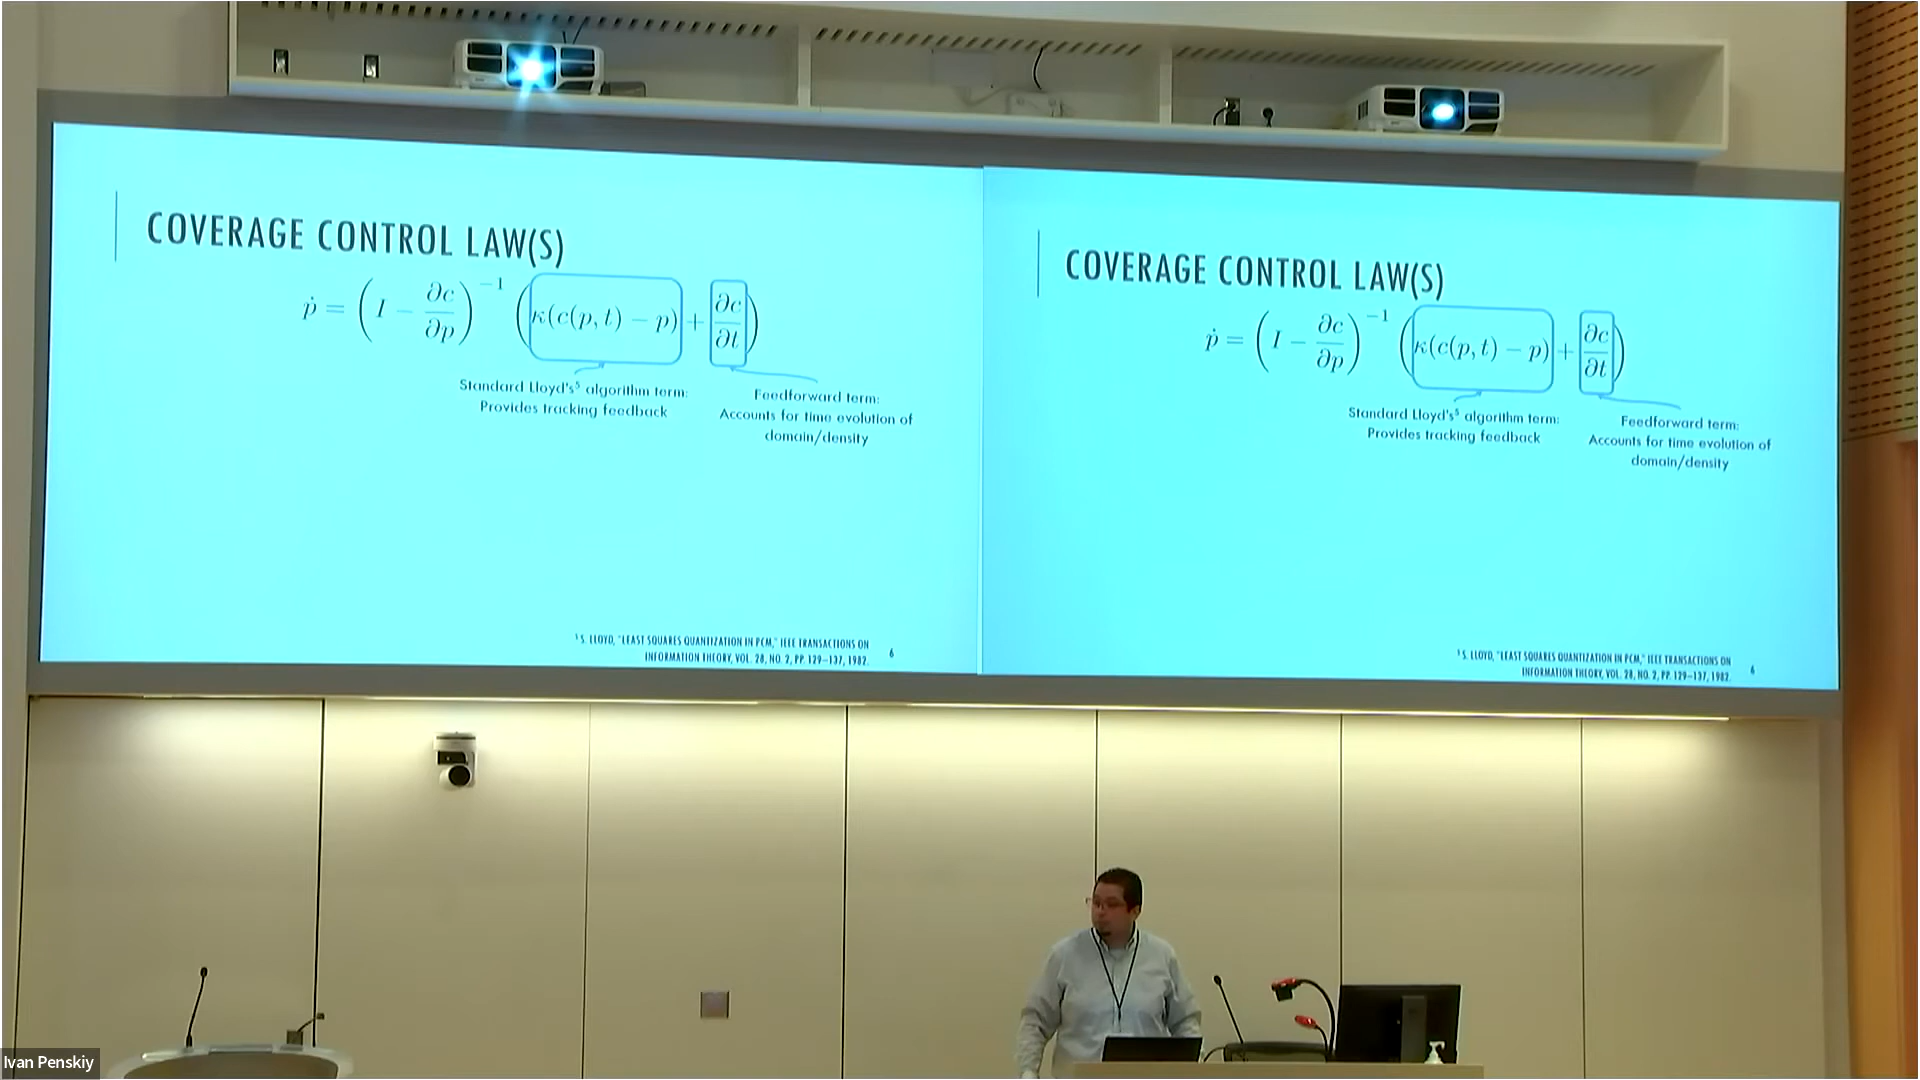 COVERAGE CONTROL LAW(S)
ṗ = (I − ∂c/∂p)⁻¹ (κ(c(p, t) − p) + ∂c/∂t)
Standard Lloyd's⁵ algorithm term:
Provides tracking feedback
Feedforward term:
Accounts for time evolution of
domain/density
⁵ S. LLOYD, "LEAST SQUARES QUANTIZATION IN PCM," IEEE TRANSACTIONS ON
INFORMATION THEORY, VOL. 28, NO. 2, PP. 129–137, 1982.
6
COVERAGE CONTROL LAW(S)
ṗ = (I − ∂c/∂p)⁻¹ (κ(c(p, t) − p) + ∂c/∂t)
Standard Lloyd's⁵ algorithm term:
Provides tracking feedback
Feedforward term:
Accounts for time evolution of
domain/density
⁵ S. LLOYD, "LEAST SQUARES QUANTIZATION IN PCM," IEEE TRANSACTIONS ON
INFORMATION THEORY, VOL. 28, NO. 2, PP. 129–137, 1982.
6
Ivan Penskiy